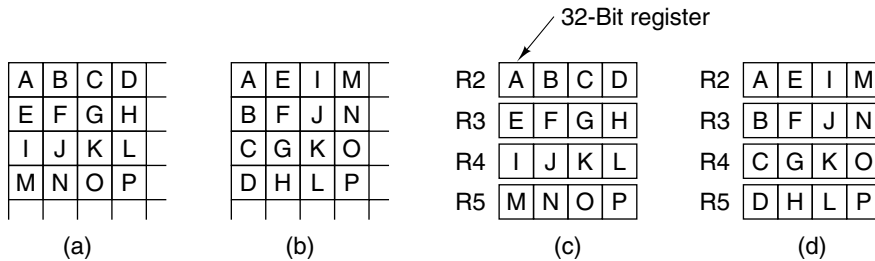 32-Bit register
A B C D A E I M R2 A B C D R2 A E I M
E F G H B F J N R3 E F G H R3 B F J N
I J K L C G K O R4 I J K L R4 C G K O
M N O P D H L P R5 M N O P R5 D H L P
(a) (b) (c) (d)